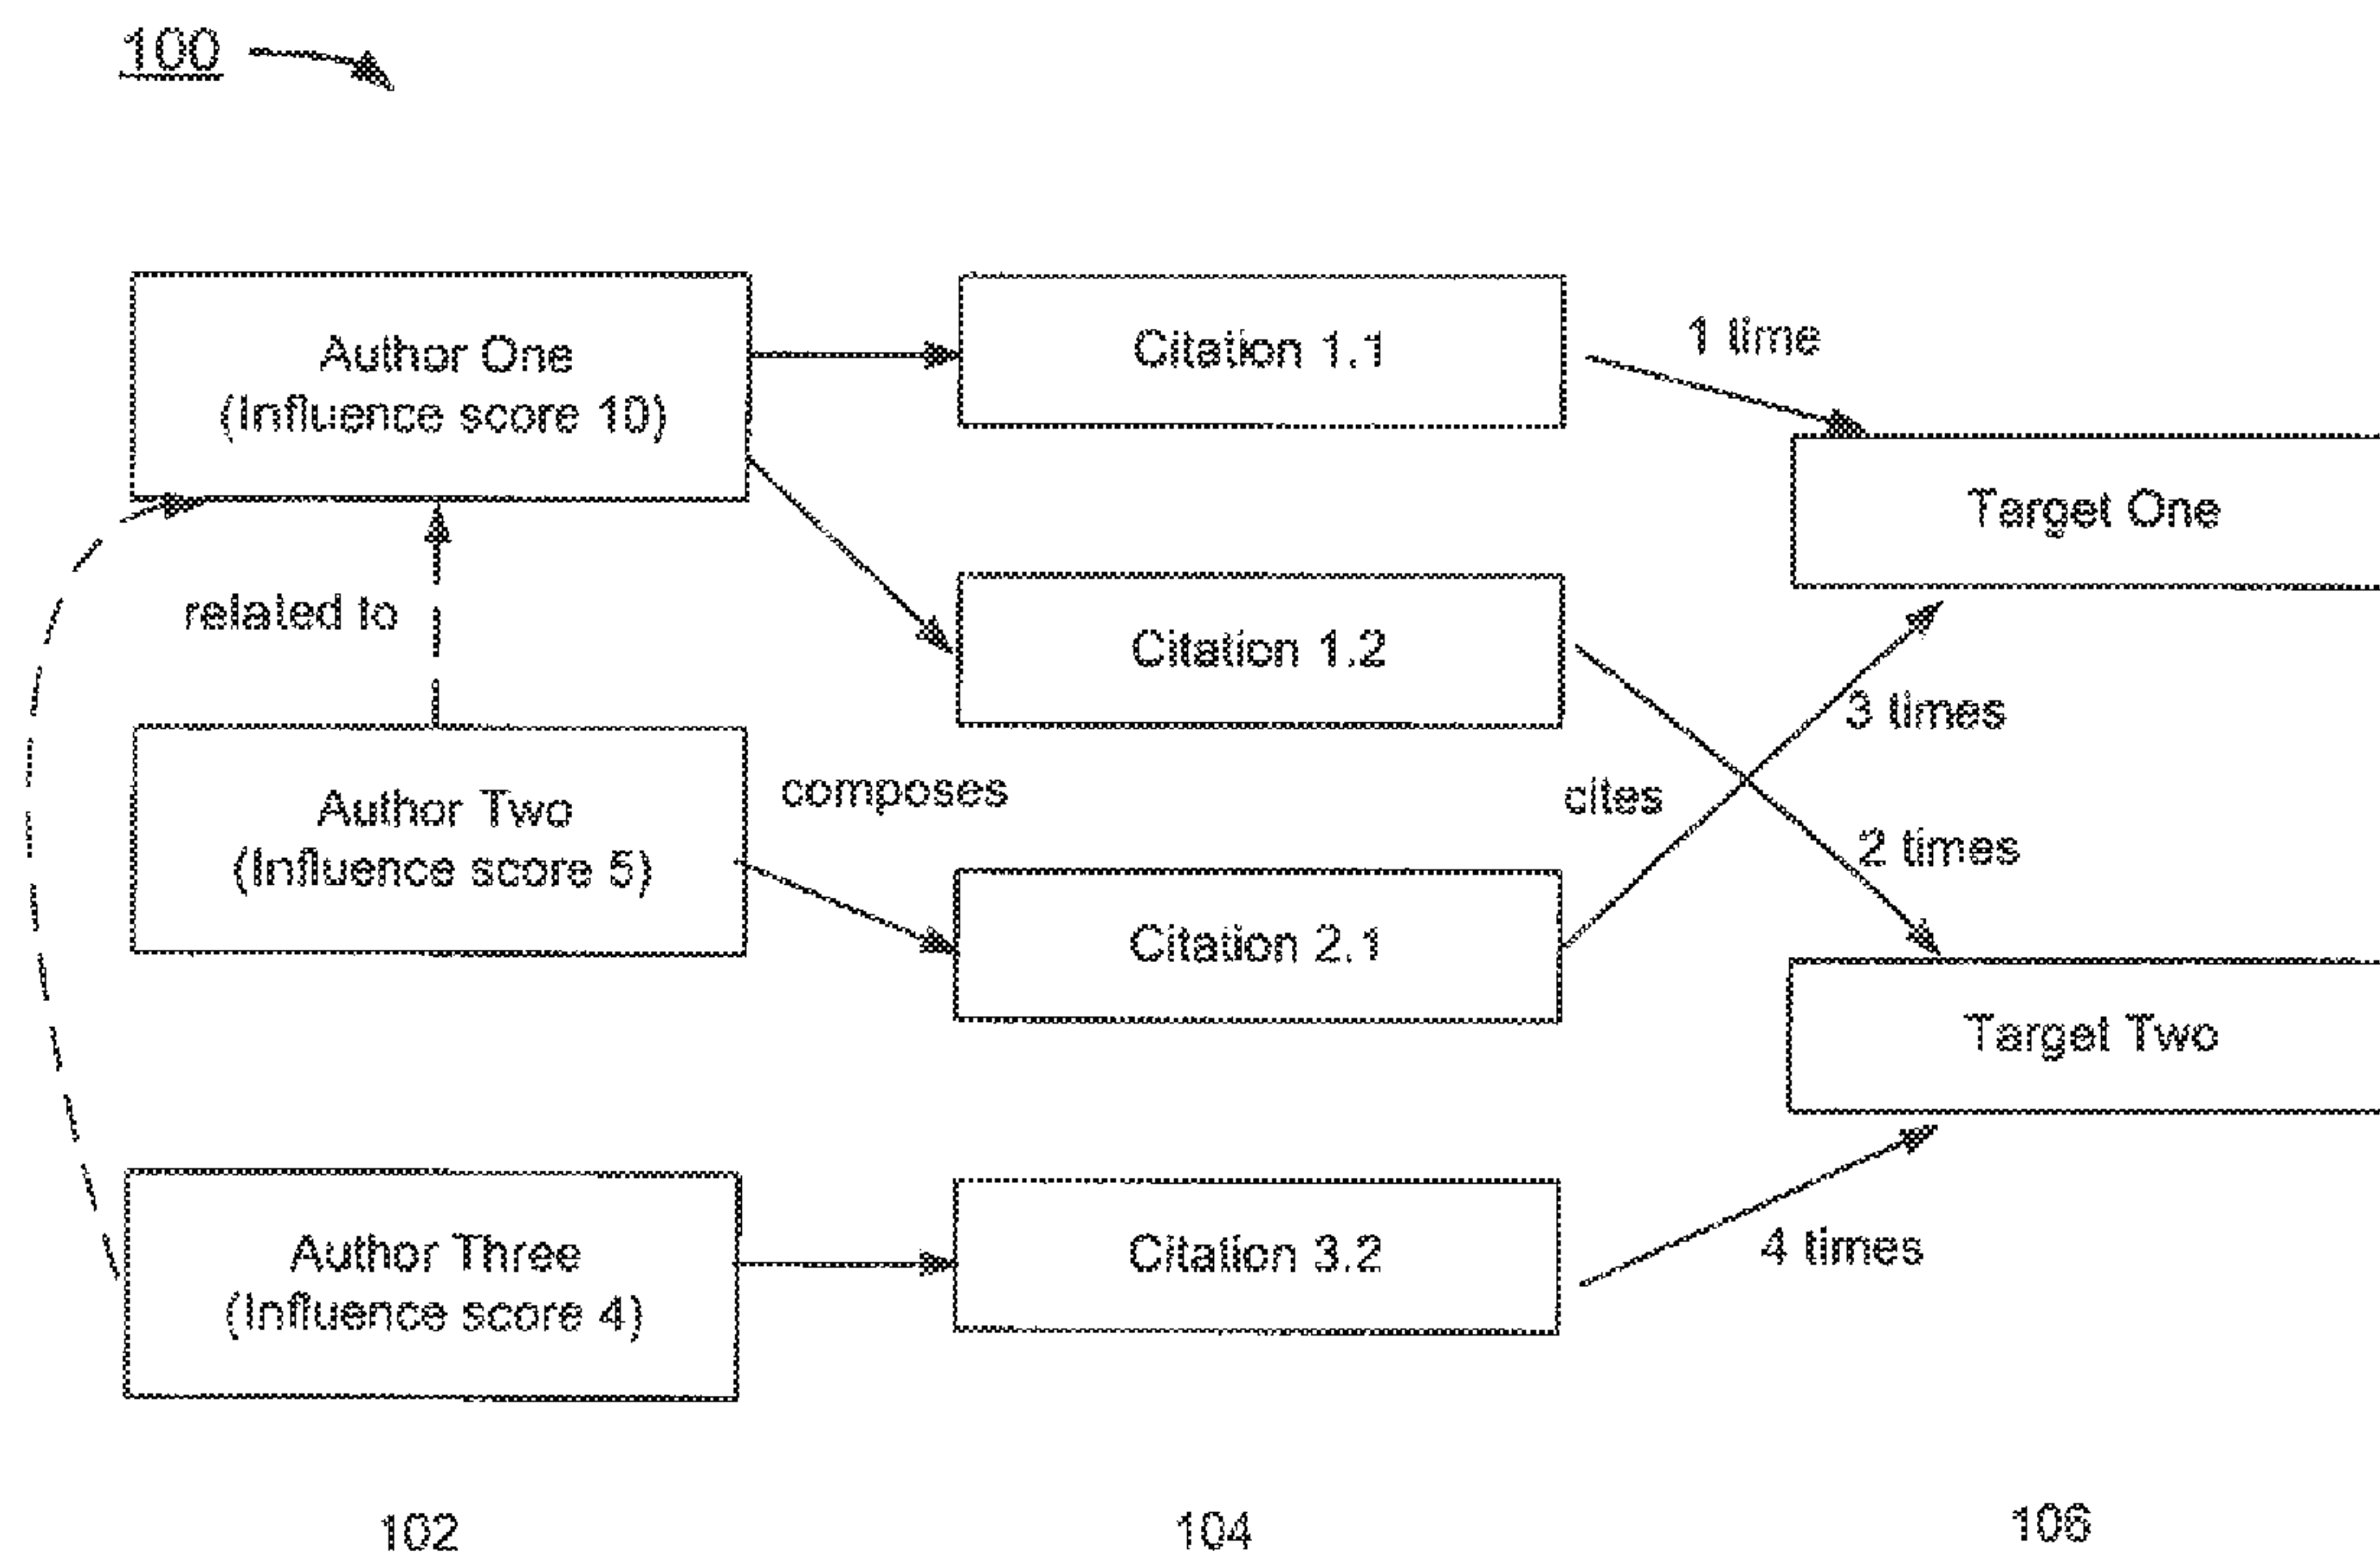 100
Author One
(Influence score 10)
Citation 1.1
1 time
Target One
related to
Citation 1.2
3 times
Author Two
(Influence score 5)
composes
cites
2 times
Citation 2.1
Target Two
Author Three
(Influence score 4)
Citation 3.2
4 times
102
104
106